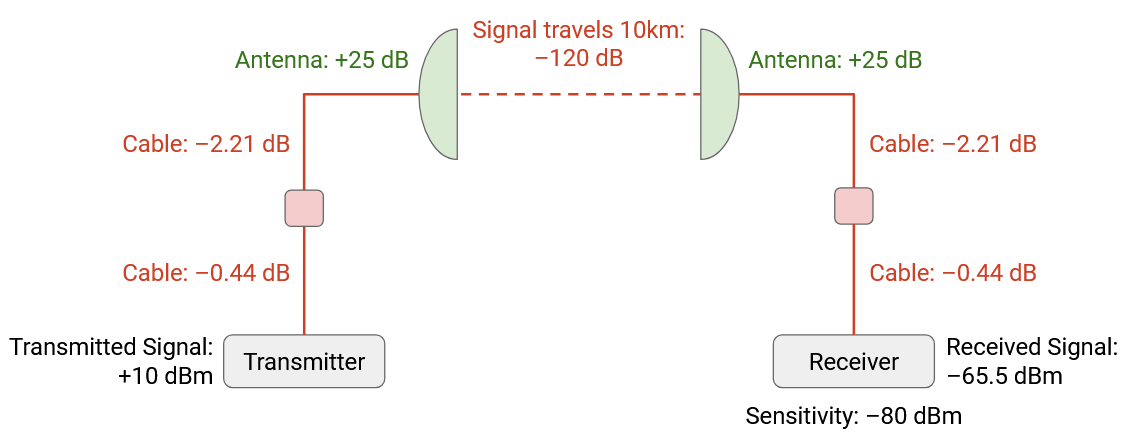 Signal travels 10km:
−120 dB
Antenna: +25 dB
Antenna: +25 dB
Cable: −2.21 dB
Cable: −2.21 dB
Cable: −0.44 dB
Cable: −0.44 dB
Transmitted Signal:
+10 dBm
Transmitter
Receiver
Received Signal:
−65.5 dBm
Sensitivity: −80 dBm